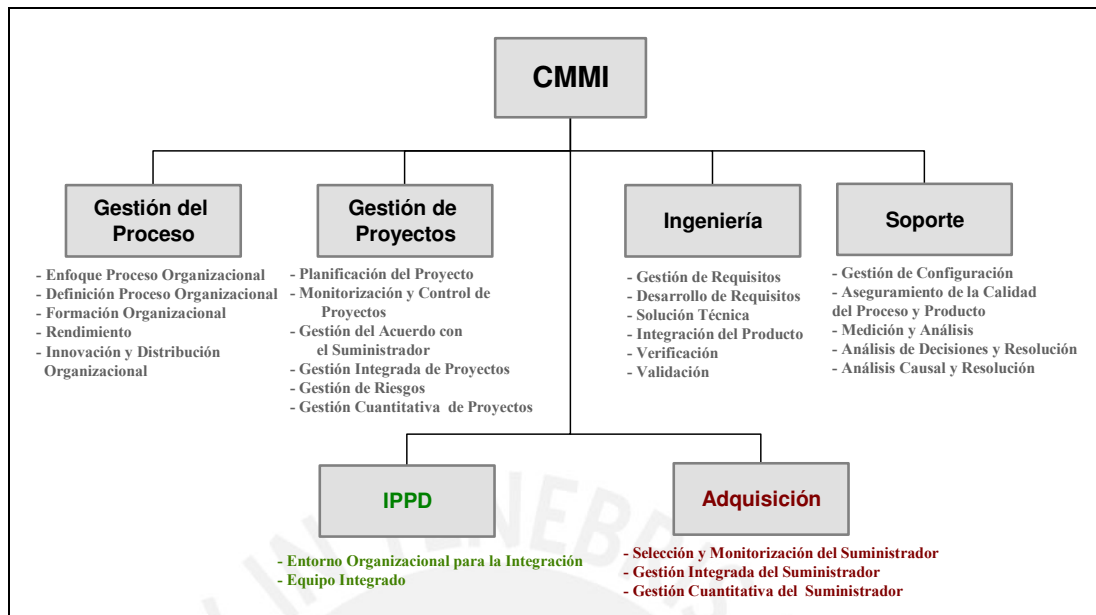 CMMI
Gestión del
Proceso
- Enfoque Proceso Organizacional
- Definición Proceso Organizacional
- Formación Organizacional
- Rendimiento
- Innovación y Distribución
Organizacional
Gestión de
Proyectos
- Planificación del Proyecto
- Monitorización y Control de
Proyectos
- Gestión del Acuerdo con
el Suministrador
- Gestión Integrada de Proyectos
- Gestión de Riesgos
- Gestión Cuantitativa de Proyectos
Ingeniería
- Gestión de Requisitos
- Desarrollo de Requisitos
- Solución Técnica
- Integración del Producto
- Verificación
- Validación
Soporte
- Gestión de Configuración
- Aseguramiento de la Calidad
del Proceso y Producto
- Medición y Análisis
- Análisis de Decisiones y Resolución
- Análisis Causal y Resolución
IPPD
- Entorno Organizacional para la Integración
- Equipo Integrado
Adquisición
- Selección y Monitorización del Suministrador
- Gestión Integrada del Suministrador
- Gestión Cuantitativa del Suministrador
IN TENEBRIS